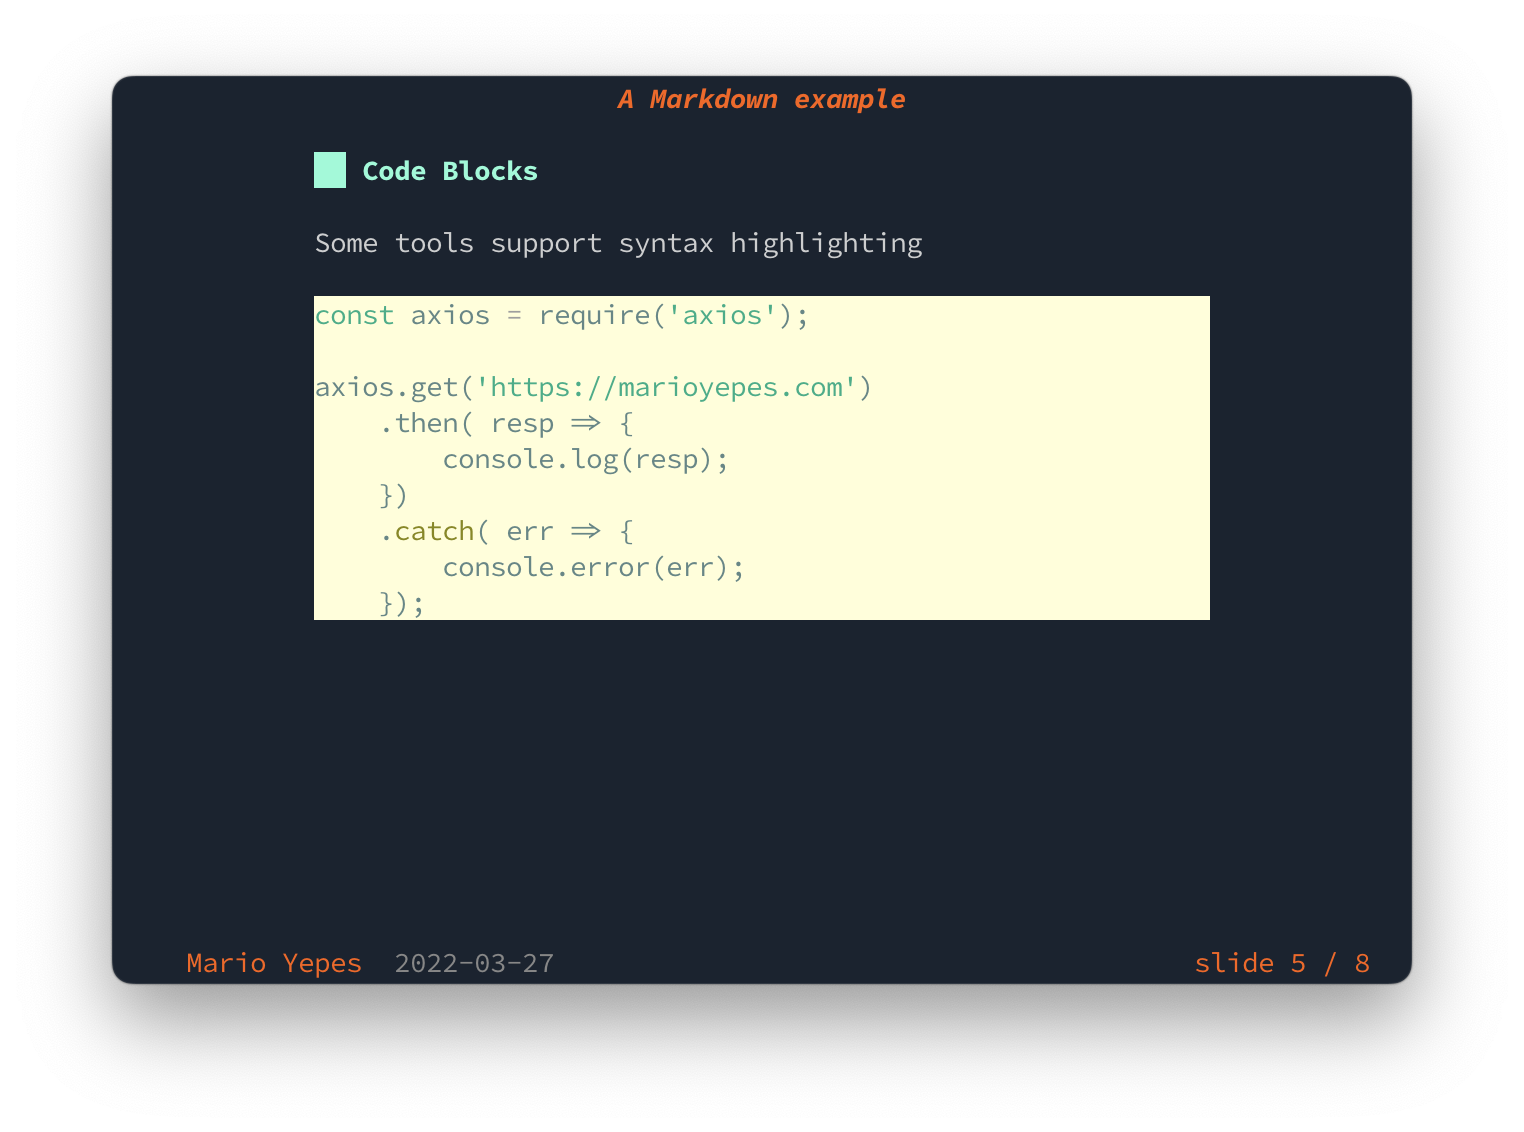 A Markdown example
Code Blocks
Some tools support syntax highlighting
const axios = require('axios');
axios.get('https://marioyepes.com')
    .then( resp => {
        console.log(resp);
    })
    .catch( err => {
        console.error(err);
    });
Mario Yepes  2022-03-27
slide 5 / 8